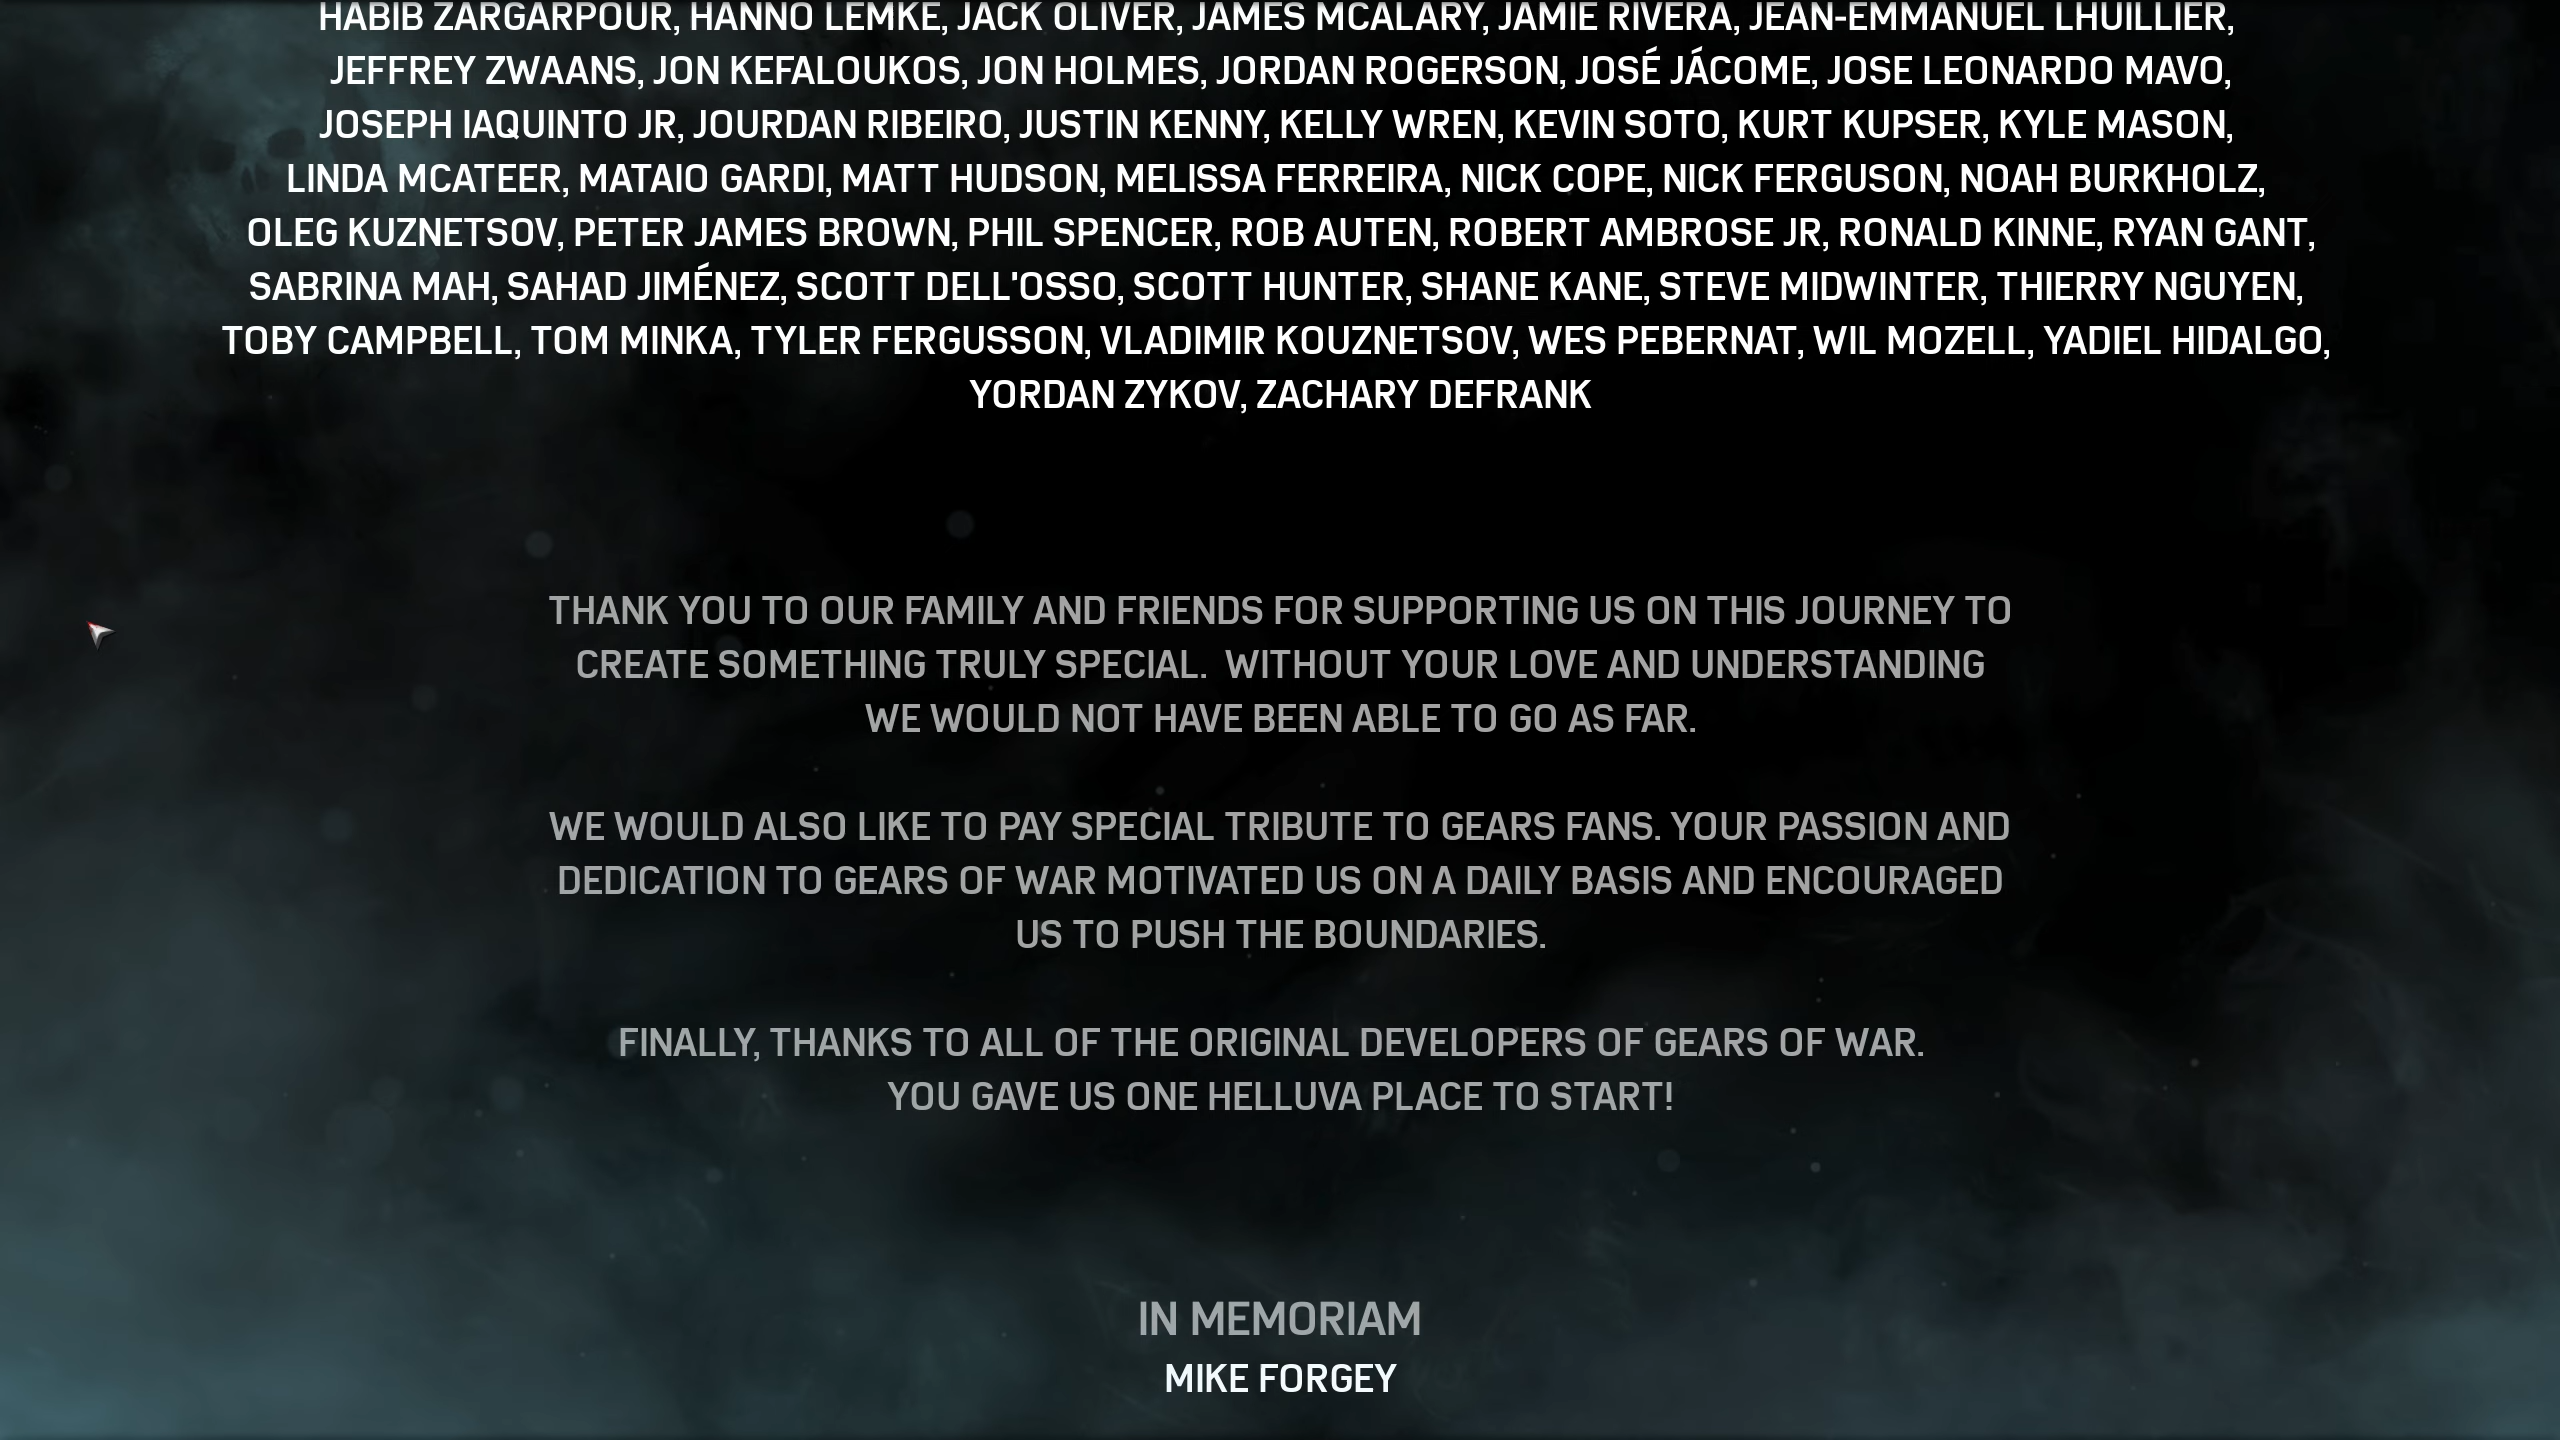 HABIB ZARGARPOUR, HANNO LEMKE, JACK OLIVER, JAMES MCALARY, JAMIE RIVERA, JEAN-EMMANUEL LHUILLIER,
JEFFREY ZWAANS, JON KEFALOUKOS, JON HOLMES, JORDAN ROGERSON, JOSÉ JÁCOME, JOSE LEONARDO MAVO,
JOSEPH IAQUINTO JR, JOURDAN RIBEIRO, JUSTIN KENNY, KELLY WREN, KEVIN SOTO, KURT KUPSER, KYLE MASON,
LINDA MCATEER, MATAIO GARDI, MATT HUDSON, MELISSA FERREIRA, NICK COPE, NICK FERGUSON, NOAH BURKHOLZ,
OLEG KUZNETSOV, PETER JAMES BROWN, PHIL SPENCER, ROB AUTEN, ROBERT AMBROSE JR, RONALD KINNE, RYAN GANT,
SABRINA MAH, SAHAD JIMÉNEZ, SCOTT DELL'OSSO, SCOTT HUNTER, SHANE KANE, STEVE MIDWINTER, THIERRY NGUYEN,
TOBY CAMPBELL, TOM MINKA, TYLER FERGUSSON, VLADIMIR KOUZNETSOV, WES PEBERNAT, WIL MOZELL, YADIEL HIDALGO,
YORDAN ZYKOV, ZACHARY DEFRANK
THANK YOU TO OUR FAMILY AND FRIENDS FOR SUPPORTING US ON THIS JOURNEY TO
CREATE SOMETHING TRULY SPECIAL.  WITHOUT YOUR LOVE AND UNDERSTANDING
WE WOULD NOT HAVE BEEN ABLE TO GO AS FAR.
WE WOULD ALSO LIKE TO PAY SPECIAL TRIBUTE TO GEARS FANS. YOUR PASSION AND
DEDICATION TO GEARS OF WAR MOTIVATED US ON A DAILY BASIS AND ENCOURAGED
US TO PUSH THE BOUNDARIES.
FINALLY, THANKS TO ALL OF THE ORIGINAL DEVELOPERS OF GEARS OF WAR.
YOU GAVE US ONE HELLUVA PLACE TO START!
IN MEMORIAM
MIKE FORGEY